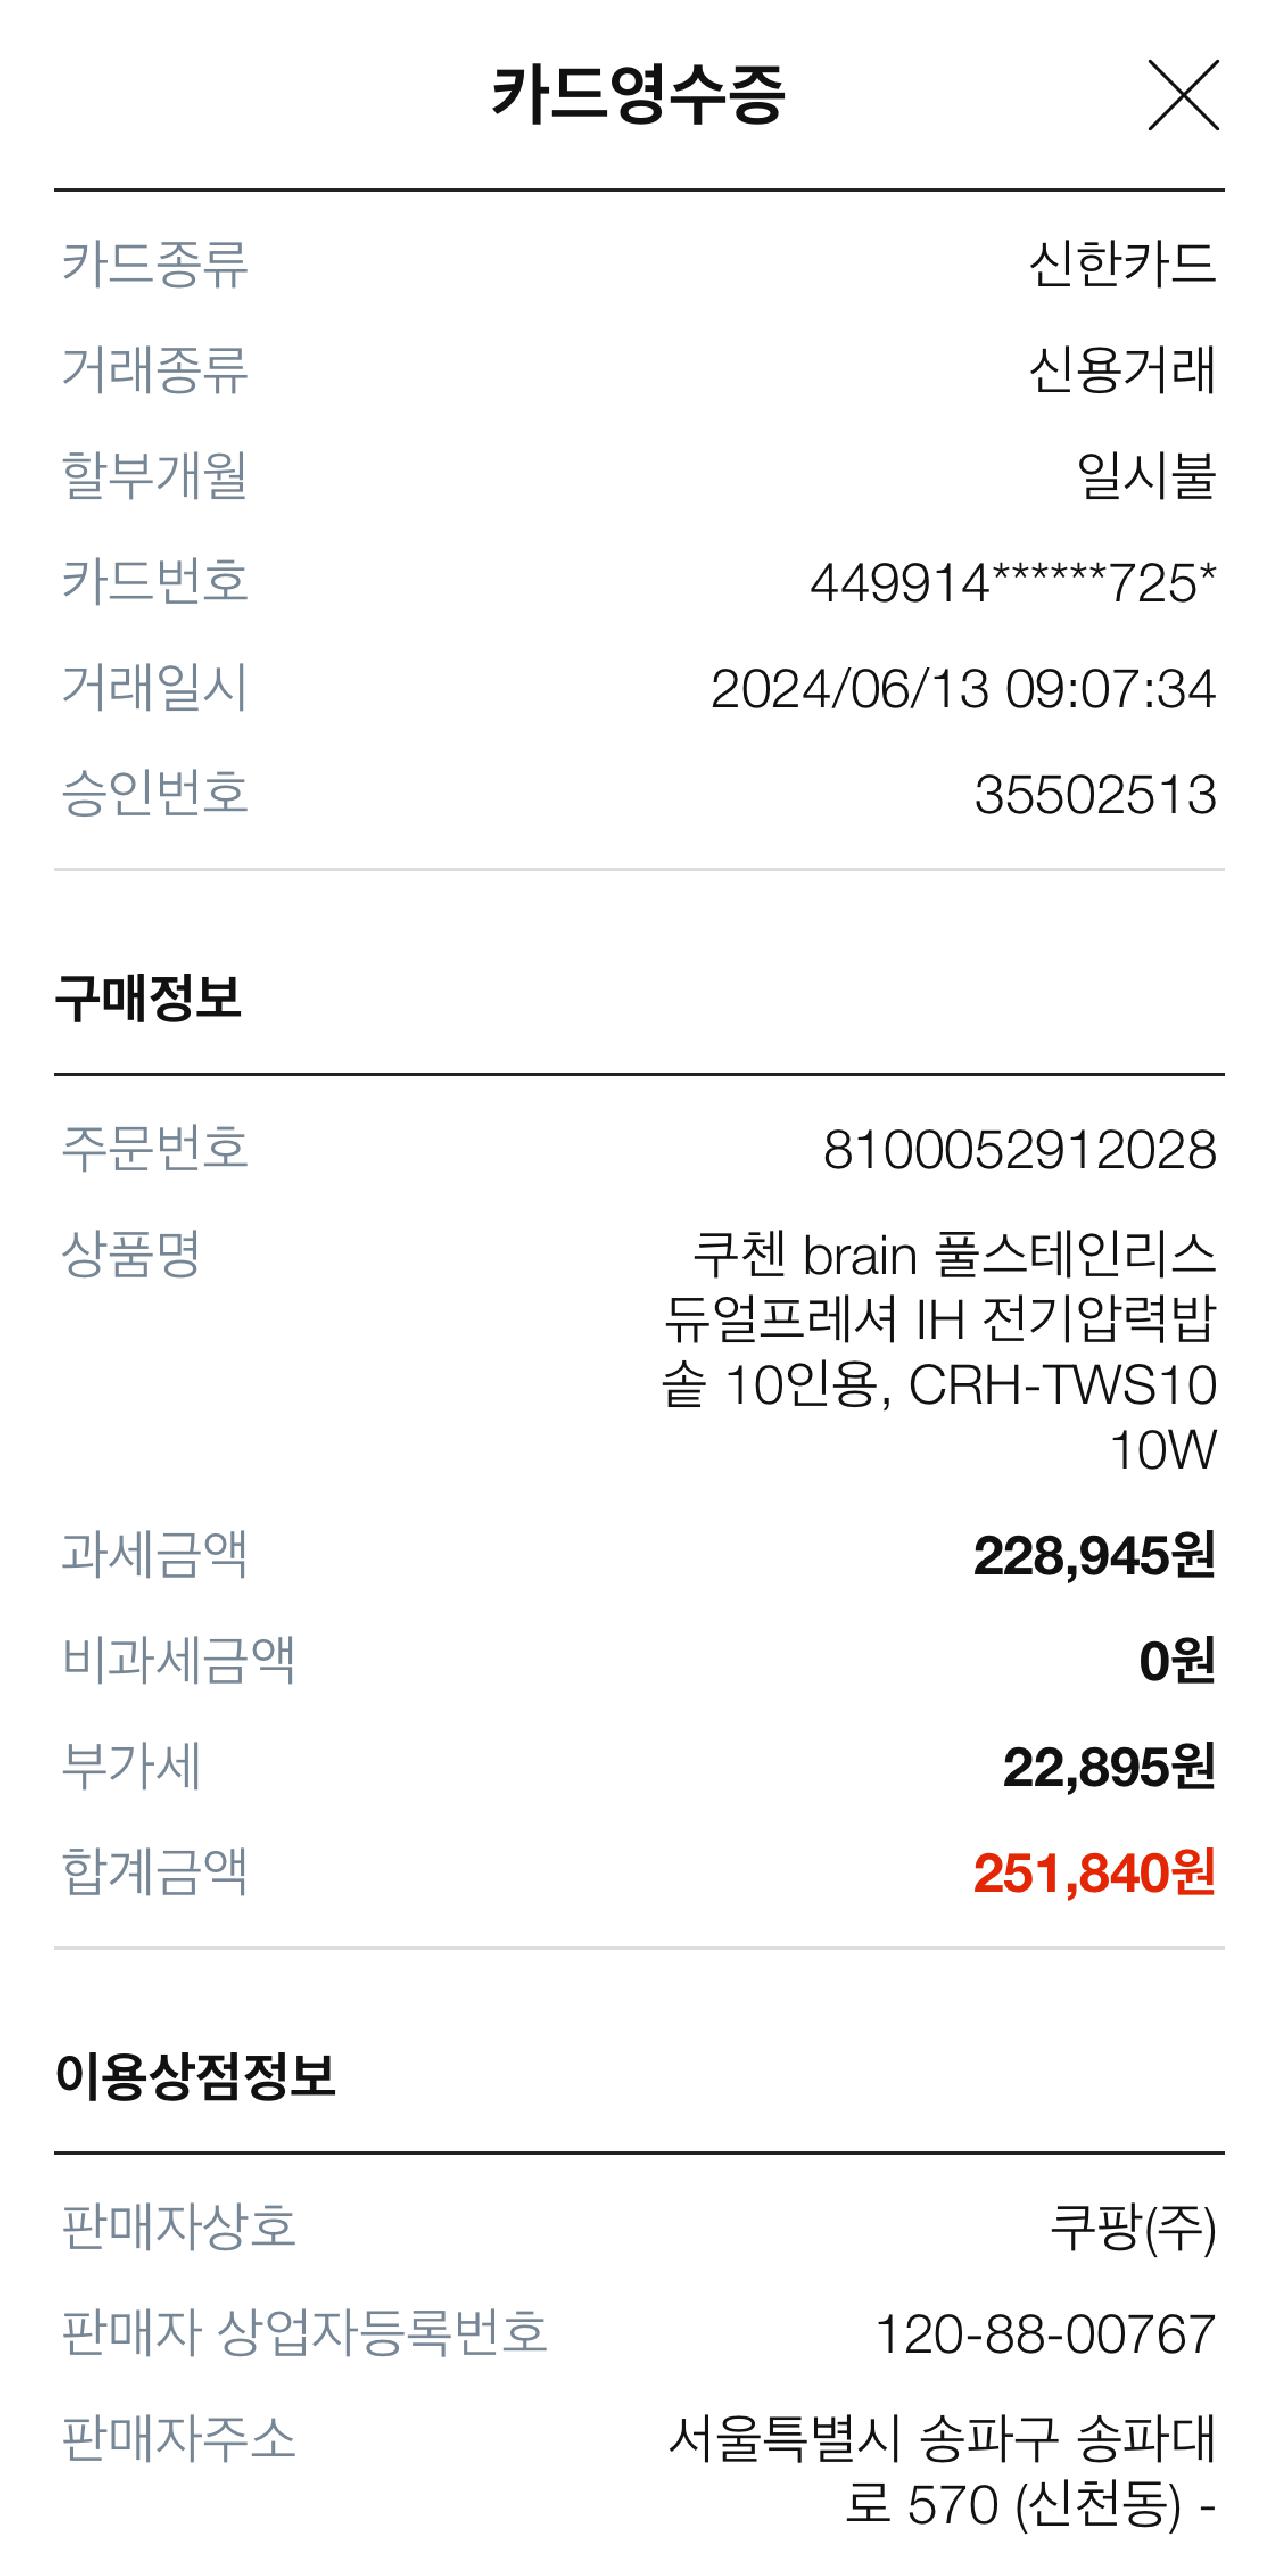 카드영수증
카드종류 신한카드
거래종류 신용거래
할부개월 일시불
카드번호 449914******725*
거래일시 2024/06/13 09:07:34
승인번호 35502513
구매정보
주문번호 8100052912028
상품명 쿠첸 brain 풀스테인리스
듀얼프레셔 IH 전기압력밥
솥 10인용, CRH-TWS10
10W
과세금액 228,945원
비과세금액 0원
부가세 22,895원
합계금액 251,840원
이용상점정보
판매자상호 쿠팡(주)
판매자 상업자등록번호 120-88-00767
판매자주소 서울특별시 송파구 송파대
로 570 (신천동) -